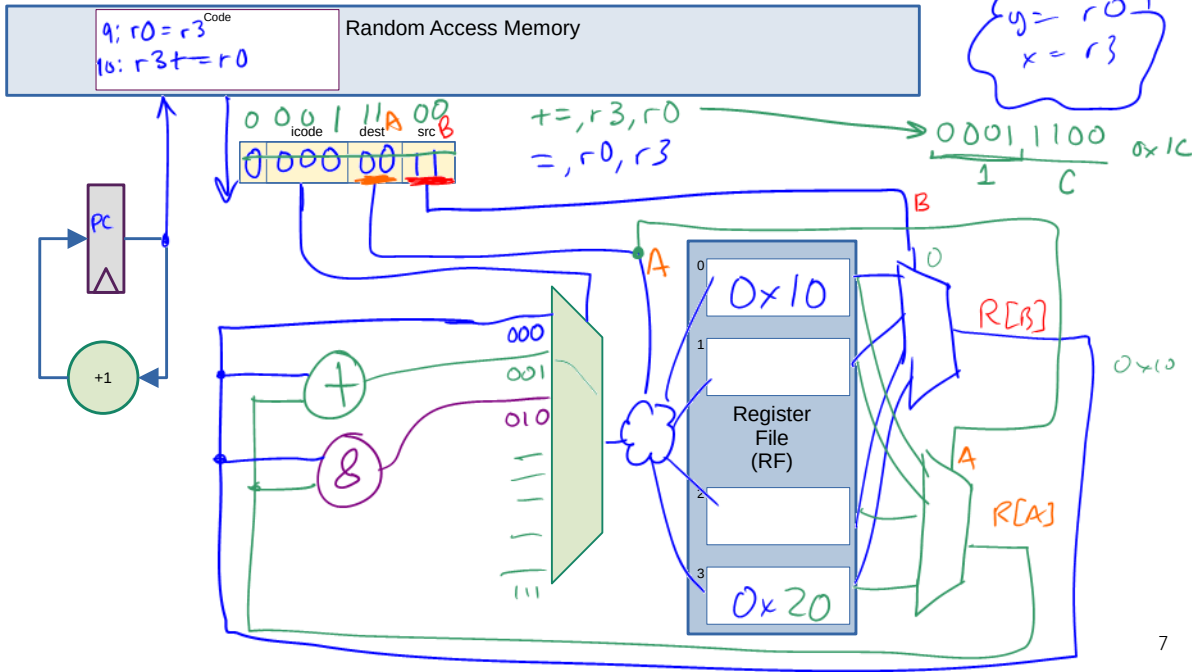 Code
9: r0 = r3
10: r3 += r0
Random Access Memory
y = r0
x = r3
0 000 1 11 A 00 B
icode dest src
0 000 00 11
+=, r3, r0
=, r0, r3
0001 1100
0x1C
1 C
PC
+1
B
A
0
0x10
1
Register
File
(RF)
2
3
0x20
0
R[B]
0x10
A
R[A]
000
001
010
111
+
&
7